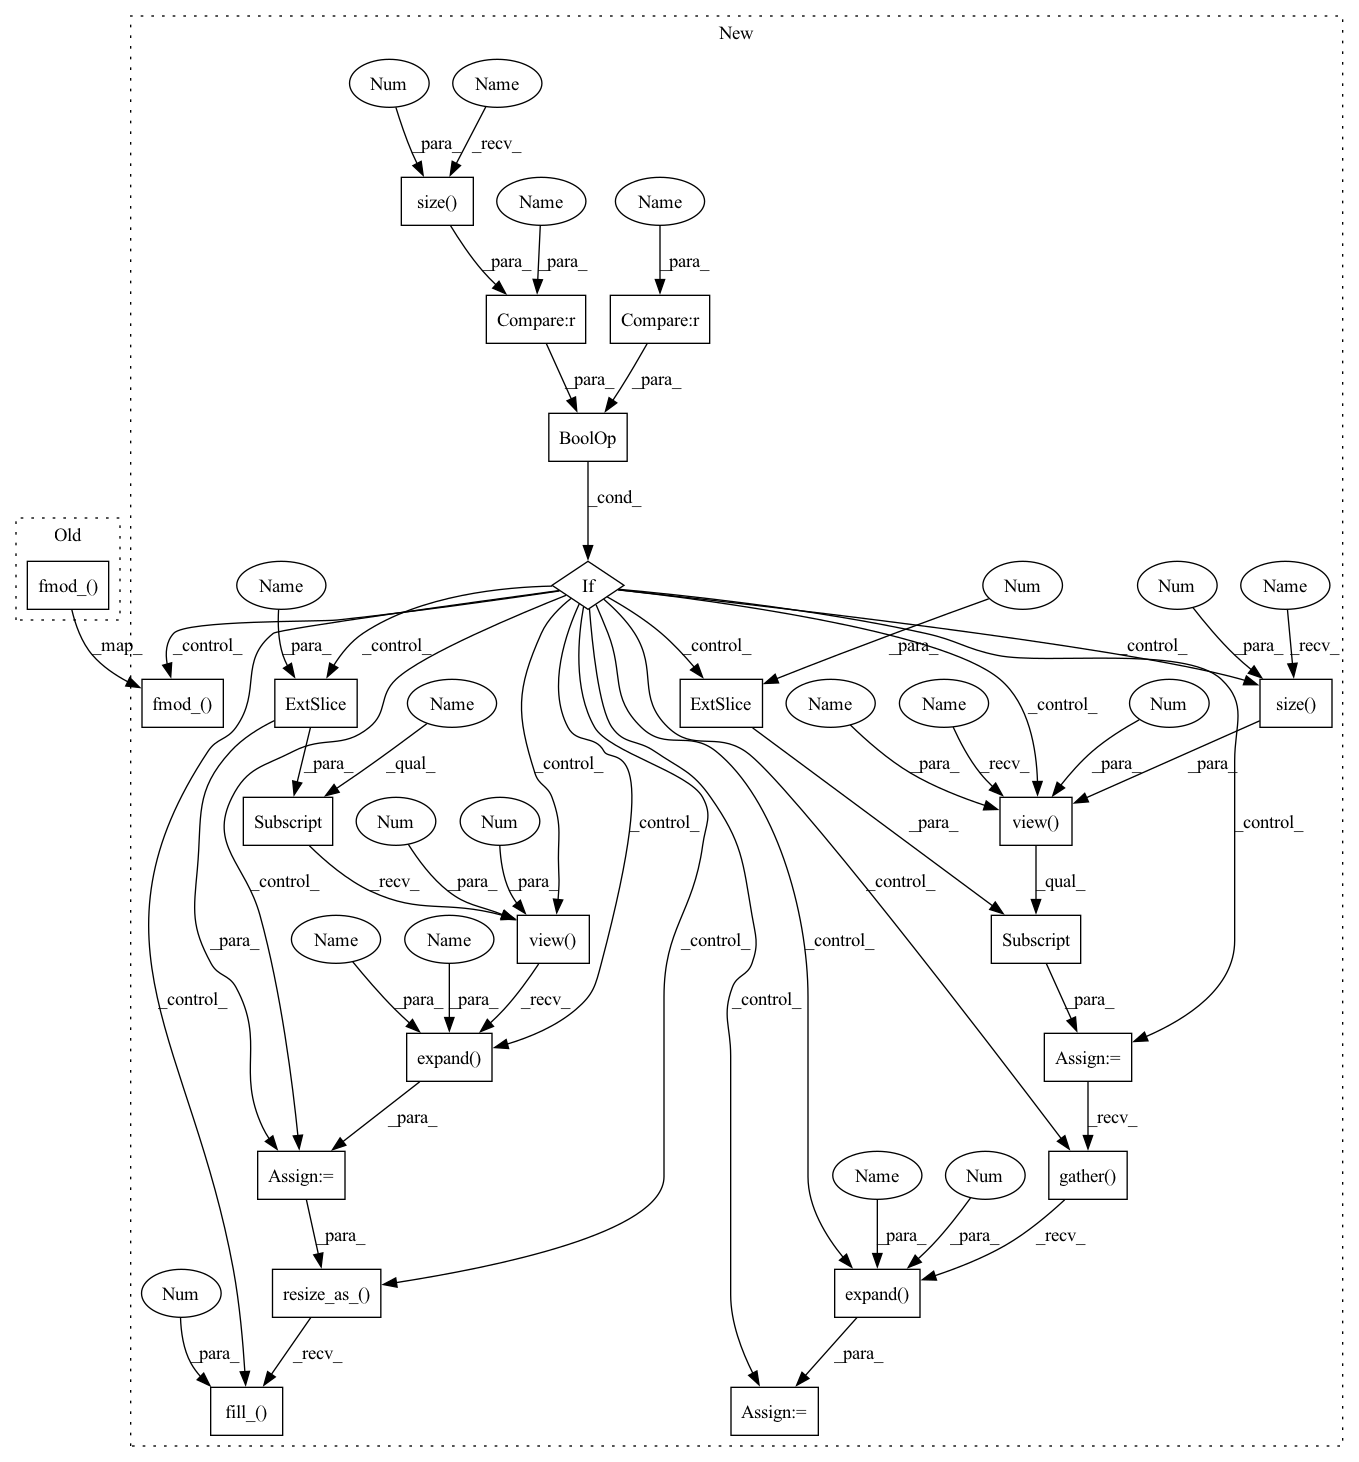 New
Num
Name
_para_
_recv_
size()
Name
Name
_para_
_para_
_para_
Compare:r
Compare:r
_para_
_para_
BoolOp
_cond_
Old
fmod_()
Name
If
Num
Num
Name
_map_
_control_
_para_
_control_
_control_
_para_
_control_
_para_
_recv_
fmod_()
ExtSlice
Name
ExtSlice
Name
Name
Num
size()
_control_
_para_
_qual_
_control_
_recv_
_para_
_para_
_para_
Subscript
Num
Num
_control_
_para_
view()
_control_
_control_
_recv_
_para_
_para_
_control_
_qual_
Name
Name
view()
Subscript
_para_
_control_
_control_
_para_
_control_
_para_
_para_
_recv_
_control_
_para_
expand()
Assign:=
_para_
_recv_
Assign:=
Name
Num
gather()
_para_
_para_
_para_
_recv_
Num
resize_as_()
expand()
_para_
_recv_
_para_
fill_()
Assign:=